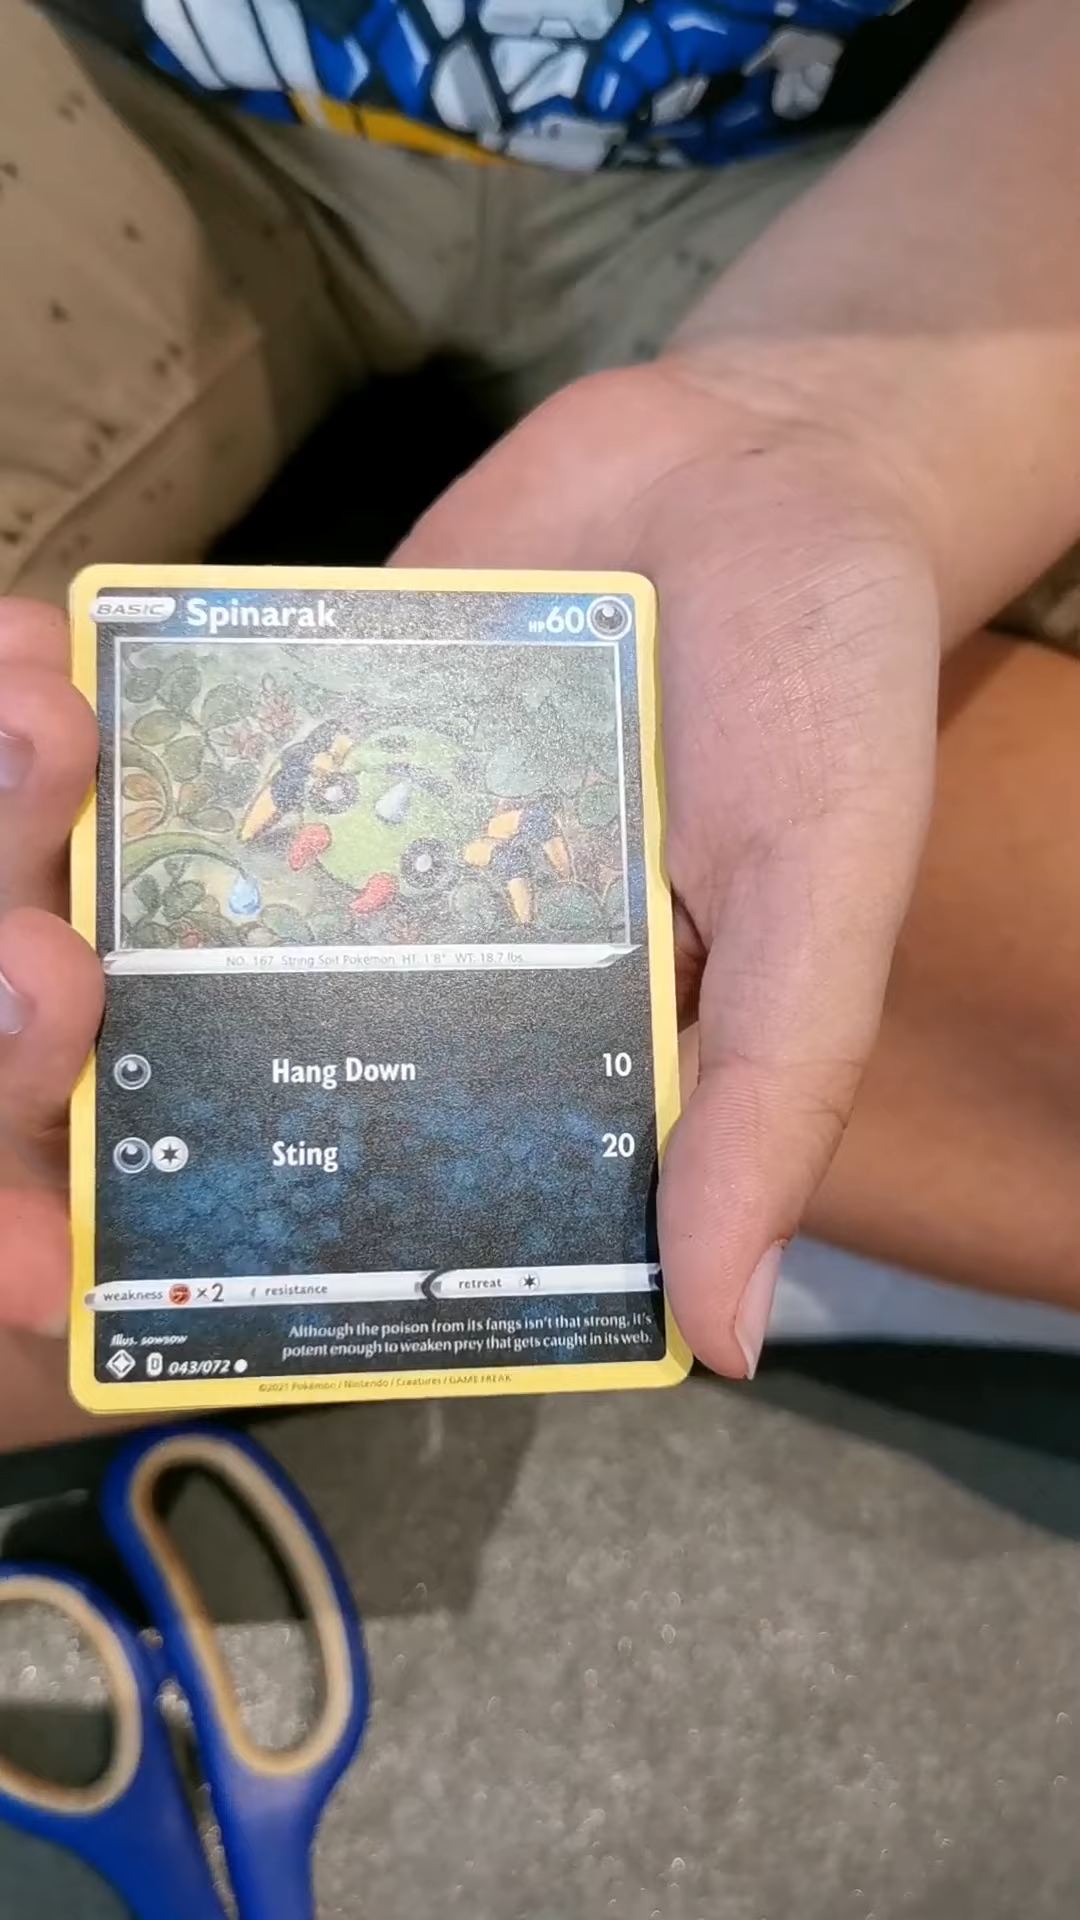 BASIC Spinarak HP60
NO. 167 String Spit Pokémon HT: 1'8" WT: 18.7 lbs.
Hang Down 10
Sting 20
weakness ×2 resistance retreat
Although the poison from its fangs isn't that strong, it's
potent enough to weaken prey that gets caught in its web.
Illus. sowsow
D 043/072
©2021 Pokémon / Nintendo / Creatures / GAME FREAK